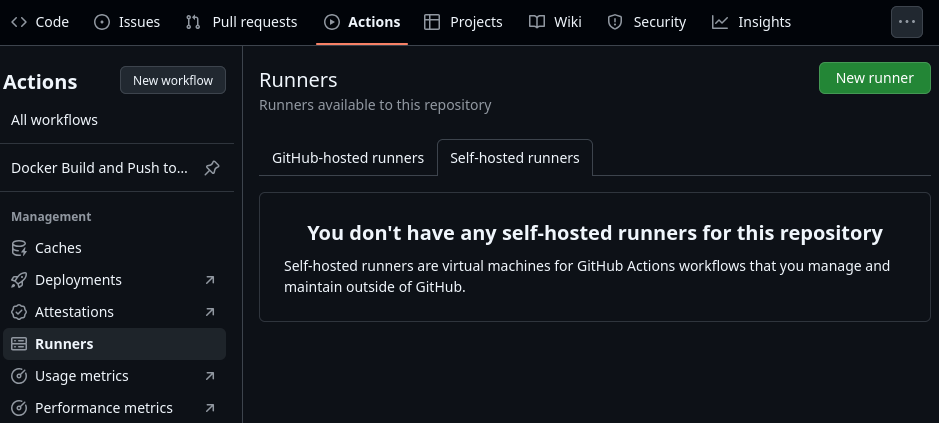 Code
Issues
Pull requests
Actions
Projects
Wiki
Security
Insights
Actions
New workflow
All workflows
Docker Build and Push to...
Management
Caches
Deployments
Attestations
Runners
Usage metrics
Performance metrics
Runners
Runners available to this repository
New runner
GitHub-hosted runners
Self-hosted runners
You don't have any self-hosted runners for this repository
Self-hosted runners are virtual machines for GitHub Actions workflows that you manage and
maintain outside of GitHub.